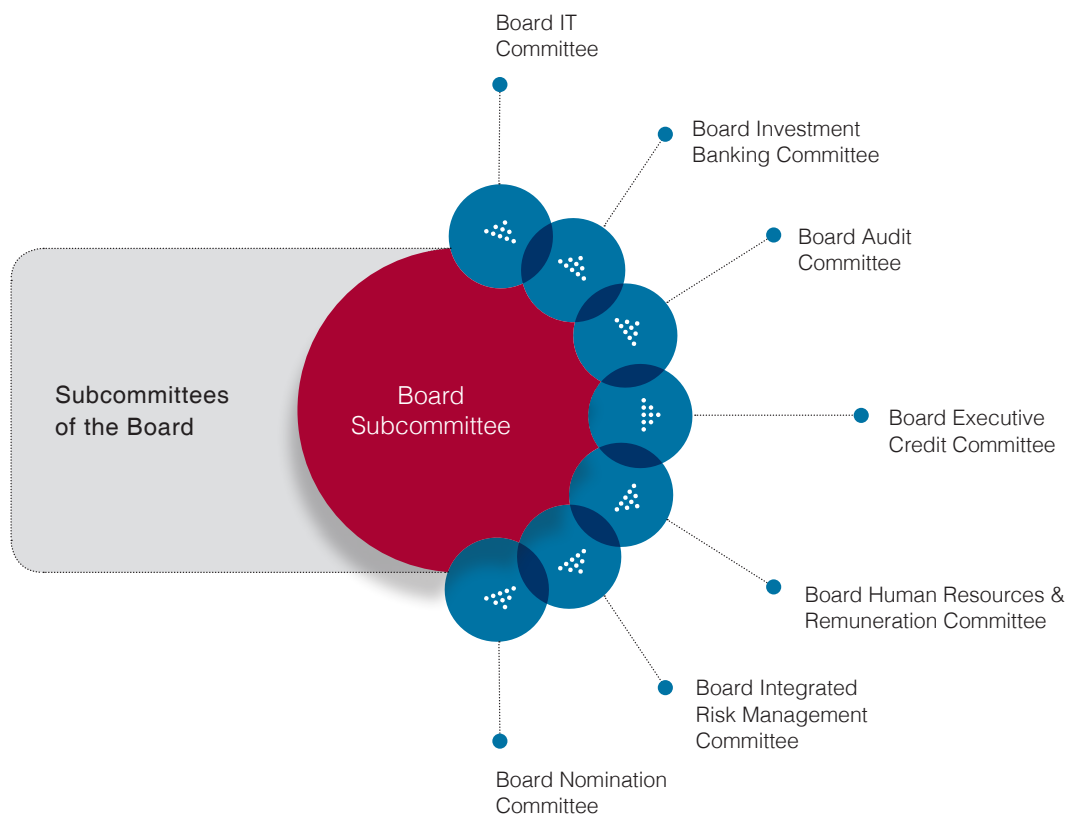 Board IT
Committee
Board Investment
Banking Committee
Board Audit
Committee
Subcommittees
of the Board
Board
Subcommittee
Board Executive
Credit Committee
Board Human Resources &
Remuneration Committee
Board Integrated
Risk Management
Committee
Board Nomination
Committee